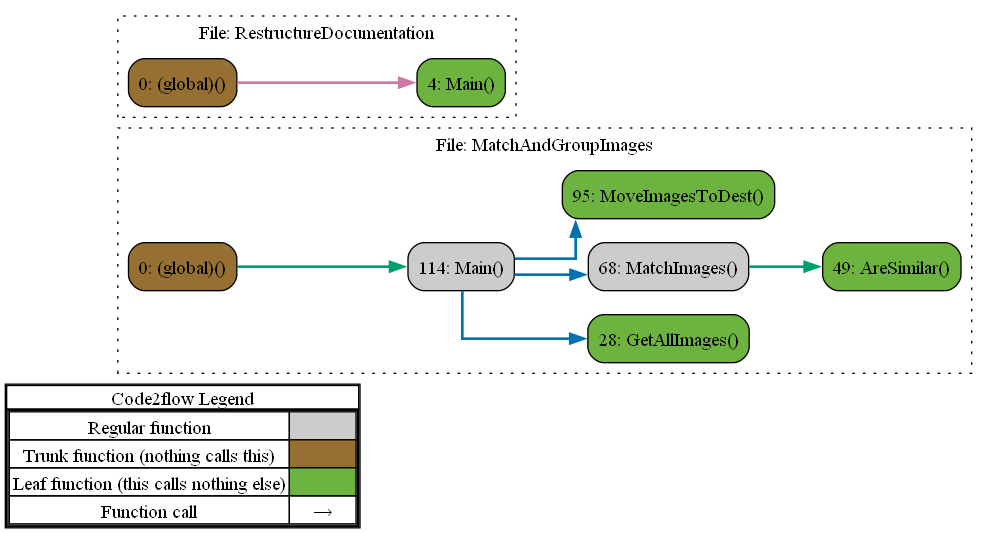 File: RestructureDocumentation
0: (global)()
4: Main()
File: MatchAndGroupImages
95: MoveImagesToDest()
0: (global)()
114: Main()
68: MatchImages()
49: AreSimilar()
28: GetAllImages()
Code2flow Legend
Regular function
Trunk function (nothing calls this)
Leaf function (this calls nothing else)
Function call →